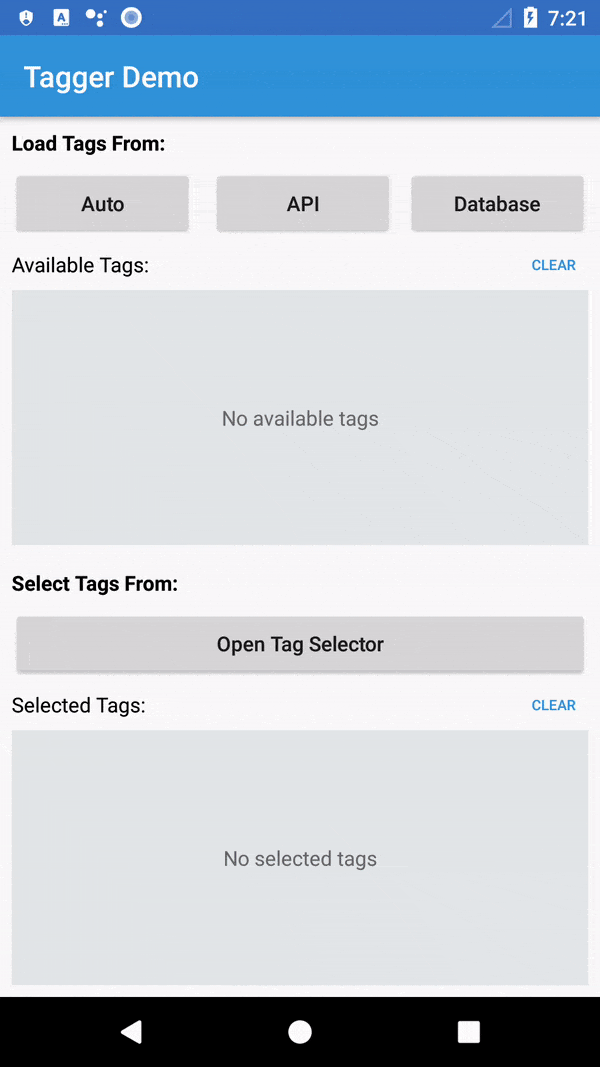 7:21
Tagger Demo
Load Tags From:
Auto API Database
Available Tags: CLEAR
No available tags
Select Tags From:
Open Tag Selector
Selected Tags: CLEAR
No selected tags